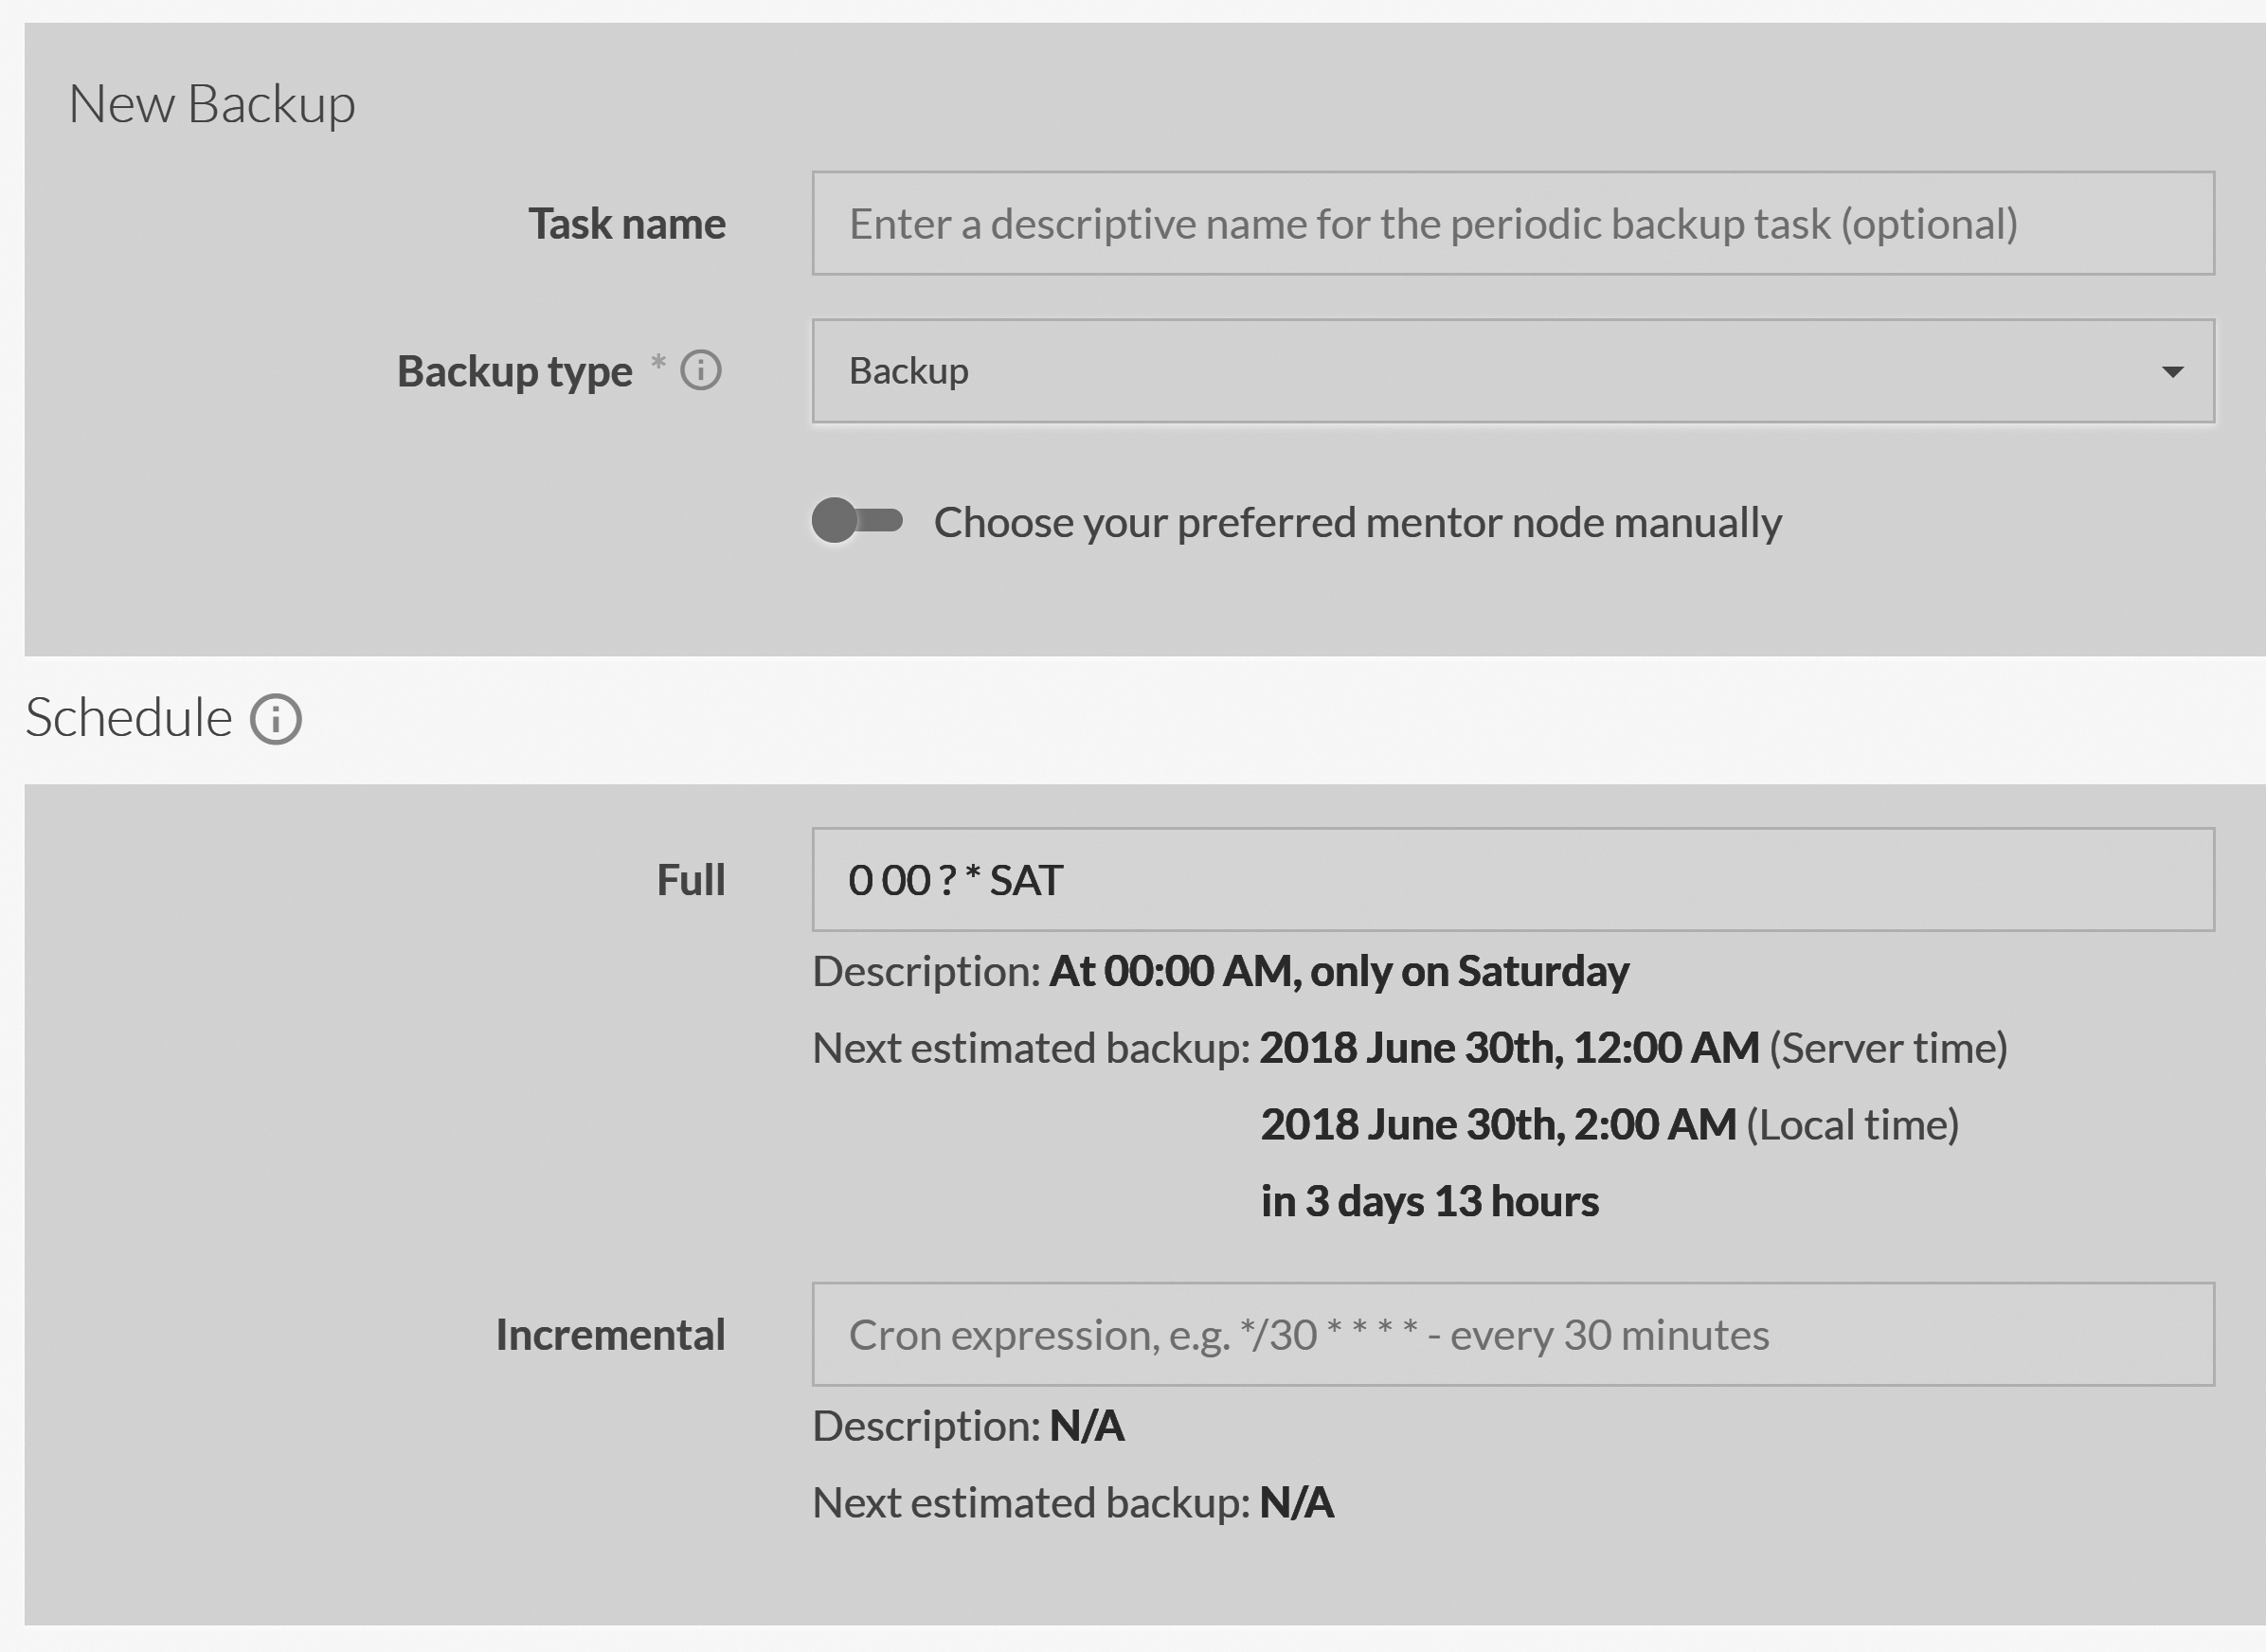 New Backup
Task name
Enter a descriptive name for the periodic backup task (optional)
Backup type *
Backup
Choose your preferred mentor node manually
Schedule
Full
0 00 ? * SAT
Description: At 00:00 AM, only on Saturday
Next estimated backup: 2018 June 30th, 12:00 AM (Server time)
2018 June 30th, 2:00 AM (Local time)
in 3 days 13 hours
Incremental
Cron expression, e.g. */30 * * * * - every 30 minutes
Description: N/A
Next estimated backup: N/A